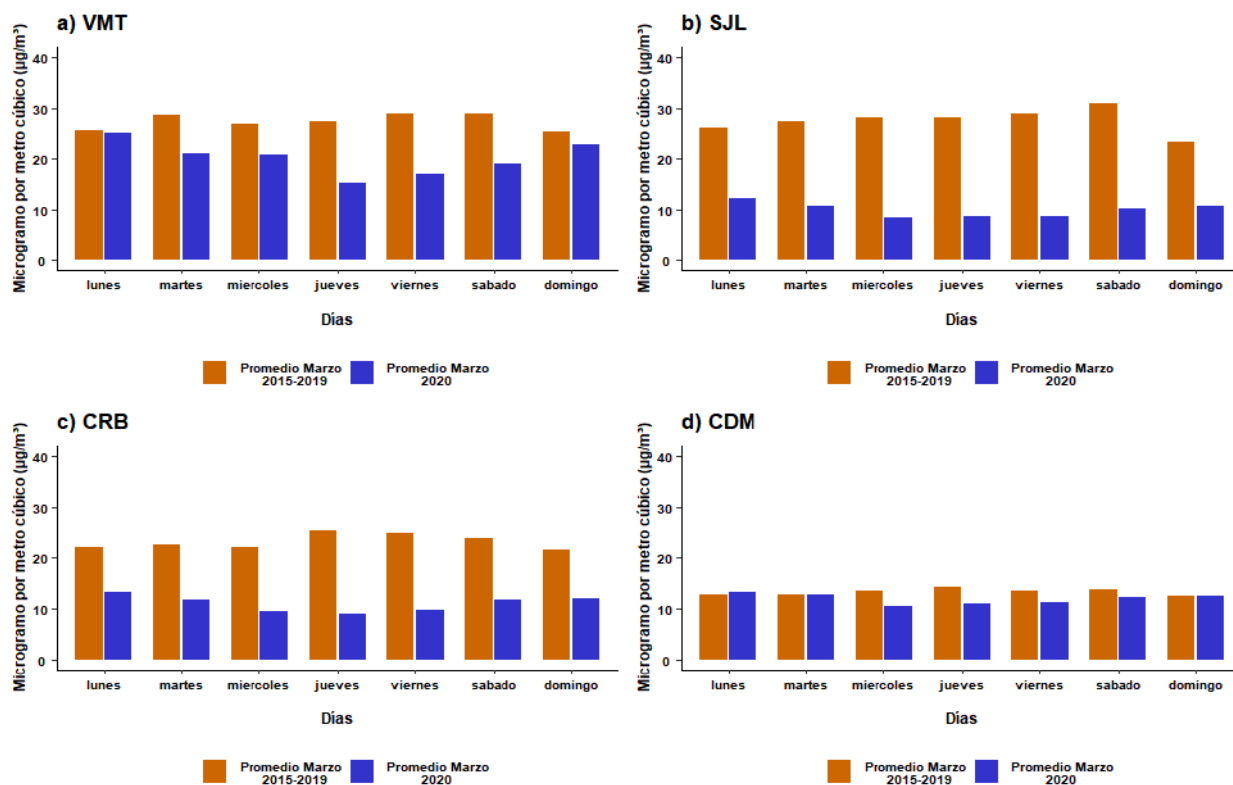 a) VMT
Microgramo por metro cúbico (µg/m³)
40
30
20
10
0
lunes martes miercoles jueves viernes sabado domingo
Días
Promedio Marzo 2015-2019
Promedio Marzo 2020
b) SJL
Microgramo por metro cúbico (µg/m³)
40
30
20
10
0
lunes martes miercoles jueves viernes sabado domingo
Días
Promedio Marzo 2015-2019
Promedio Marzo 2020
c) CRB
Microgramo por metro cúbico (µg/m³)
40
30
20
10
0
lunes martes miercoles jueves viernes sabado domingo
Días
Promedio Marzo 2015-2019
Promedio Marzo 2020
d) CDM
Microgramo por metro cúbico (µg/m³)
40
30
20
10
0
lunes martes miercoles jueves viernes sabado domingo
Días
Promedio Marzo 2015-2019
Promedio Marzo 2020